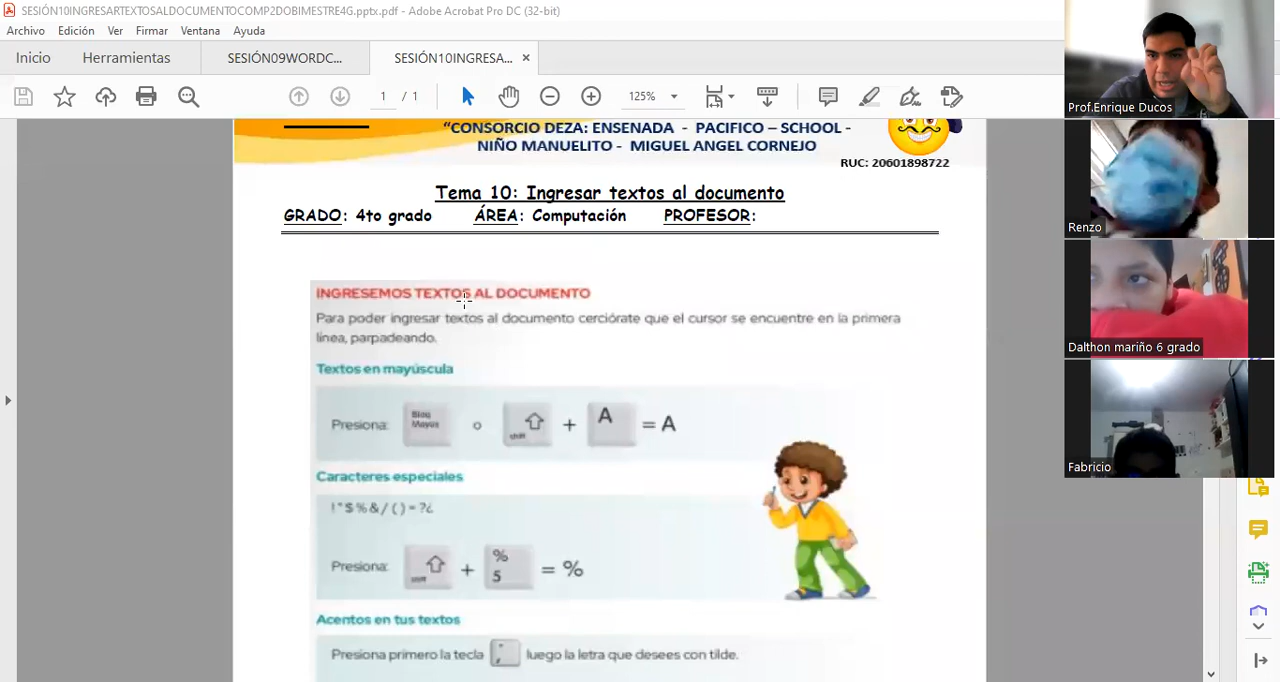 SESIÓN10INGRESARTEXTOSALDOCUMENTOCOMP2DOBIMESTRE4G.pptx.pdf - Adobe Acrobat Pro DC (32-bit)
Archivo Edición Ver Firmar Ventana Ayuda
Inicio Herramientas SESIÓN09WORDC... SESIÓN10INGRESA... ×
1 / 1 125%
"CONSORCIO DEZA: ENSENADA - PACIFICO – SCHOOL -
NIÑO MANUELITO - MIGUEL ANGEL CORNEJO
RUC: 20601898722
Tema 10: Ingresar textos al documento
GRADO: 4to grado ÁREA: Computación PROFESOR:
INGRESEMOS TEXTOS AL DOCUMENTO
Para poder ingresar textos al documento cerciórate que el cursor se encuentre en la primera
línea, parpadeando.
Textos en mayúscula
Presiona: Bloq Mayus o shift + A = A
Caracteres especiales
! " $ % & / ( ) = ? ¿
Presiona: shift + % 5 = %
Acentos en tus textos
Presiona primero la tecla luego la letra que desees con tilde.
Prof.Enrique Ducos
Renzo
Dalthon mariño 6 grado
Fabricio